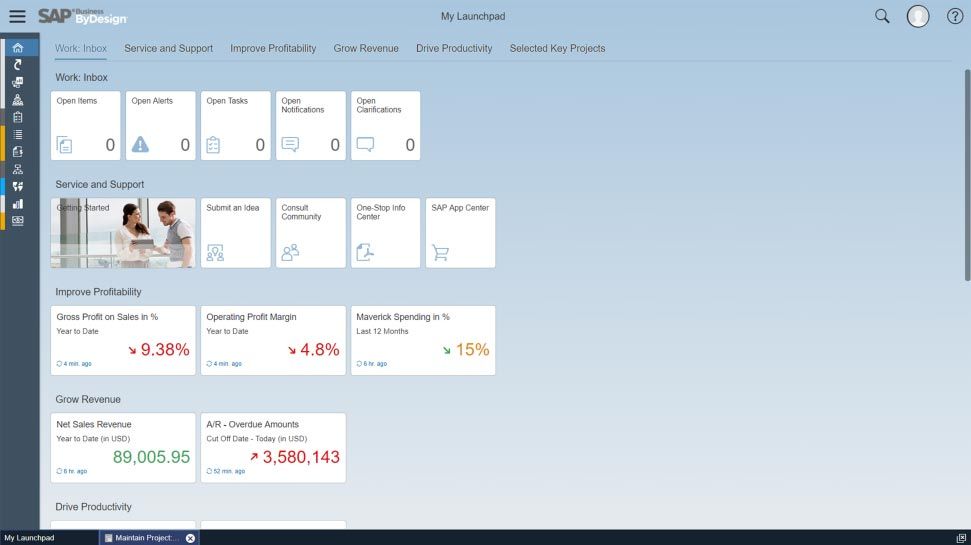 SAP Business ByDesign
My Launchpad
?
Work: Inbox Service and Support Improve Profitability Grow Revenue Drive Productivity Selected Key Projects
Work: Inbox
Open Items
0
Open Alerts
0
Open Tasks
0
Open
Notifications
0
Open
Clarifications
0
Service and Support
Getting Started
Submit an Idea
Consult
Community
One-Stop Info
Center
SAP App Center
Improve Profitability
Gross Profit on Sales in %
Year to Date
9.38%
4 min. ago
Operating Profit Margin
Year to Date
4.8%
4 min. ago
Maverick Spending in %
Last 12 Months
15%
6 hr. ago
Grow Revenue
Net Sales Revenue
Year to Date (in USD)
89,005.95
6 hr. ago
A/R - Overdue Amounts
Cut Off Date - Today (in USD)
3,580,143
52 min. ago
Drive Productivity
My Launchpad
Maintain Project:...